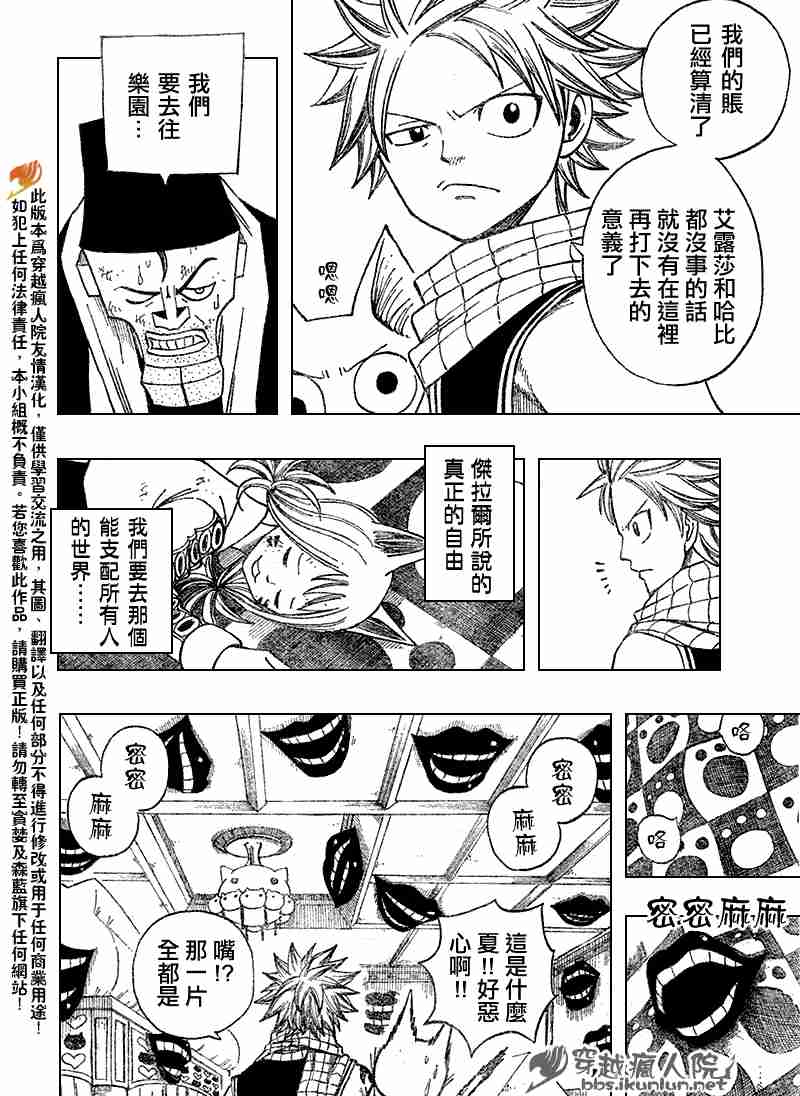 我們的賬
已經算清了
艾露莎和哈比
都沒事的話
就沒有在這裡
再打下去的
意義了
嗯
嗯
我們
要去往
樂園…
傑拉爾所說的
真正的自由
我們要去那個
能支配所有人
的世界……
咯
咯
密密麻麻
密密
麻麻
密密
麻麻
這是什麼
夏!!好惡
心啊!!
嘴!?
那一片
全都是
此版本爲穿越瘋人院友情漢化，僅供學習交流之用，其圖、翻譯以及任何部分不得進行修改或用于任何商業用途！
如犯上任何法律責任，本小組概不負責。若您喜歡此作品，請購買正版！請勿轉至貪婪及森藍旗下任何網站！
穿越瘋人院
bbs.ikunlun.net